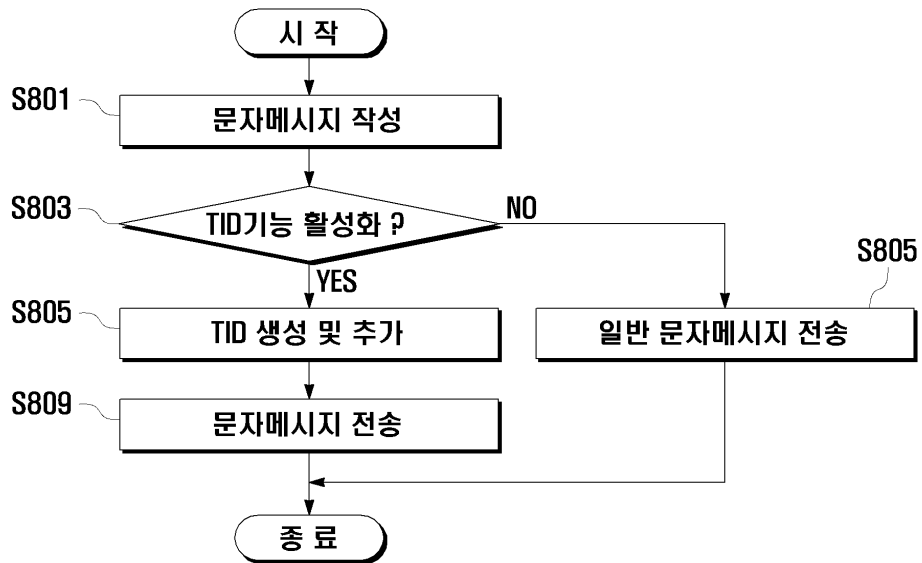 시 작
S801
문자메시지 작성
S803
TID기능 활성화 ?
NO
YES
S805
S805
TID 생성 및 추가
일반 문자메시지 전송
S809
문자메시지 전송
종 료